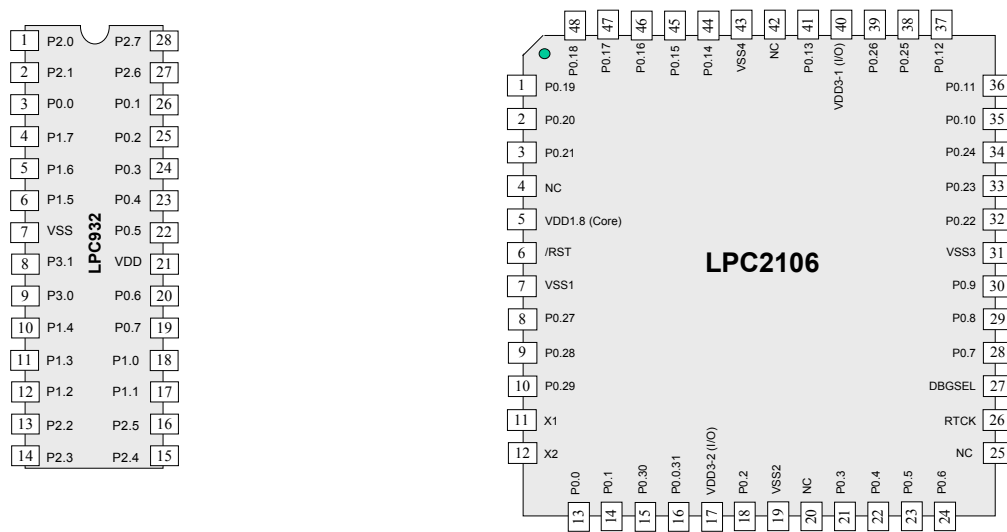 1 P2.0 P2.7 28
2 P2.1 P2.6 27
3 P0.0 P0.1 26
4 P1.7 P0.2 25
5 P1.6 P0.3 24
6 P1.5 P0.4 23
7 VSS P0.5 22
8 P3.1 VDD 21
9 P3.0 P0.6 20
10 P1.4 P0.7 19
11 P1.3 P1.0 18
12 P1.2 P1.1 17
13 P2.2 P2.5 16
14 P2.3 P2.4 15
LPC932
48 47 46 45 44 43 42 41 40 39 38 37
P0.18 P0.17 P0.16 P0.15 P0.14 VSS4 NC P0.13 VDD3-1 (I/O) P0.26 P0.25 P0.12
1 P0.19 P0.11 36
2 P0.20 P0.10 35
3 P0.21 P0.24 34
4 NC P0.23 33
5 VDD1.8 (Core) P0.22 32
6 /RST VSS3 31
LPC2106
7 VSS1 P0.9 30
8 P0.27 P0.8 29
9 P0.28 P0.7 28
10 P0.29 DBGSEL 27
11 X1 RTCK 26
12 X2 NC 25
P0.0 P0.1 P0.30 P0.0.31 VDD3-2 (I/O) P0.2 VSS2 NC P0.3 P0.4 P0.5 P0.6
13 14 15 16 17 18 19 20 21 22 23 24